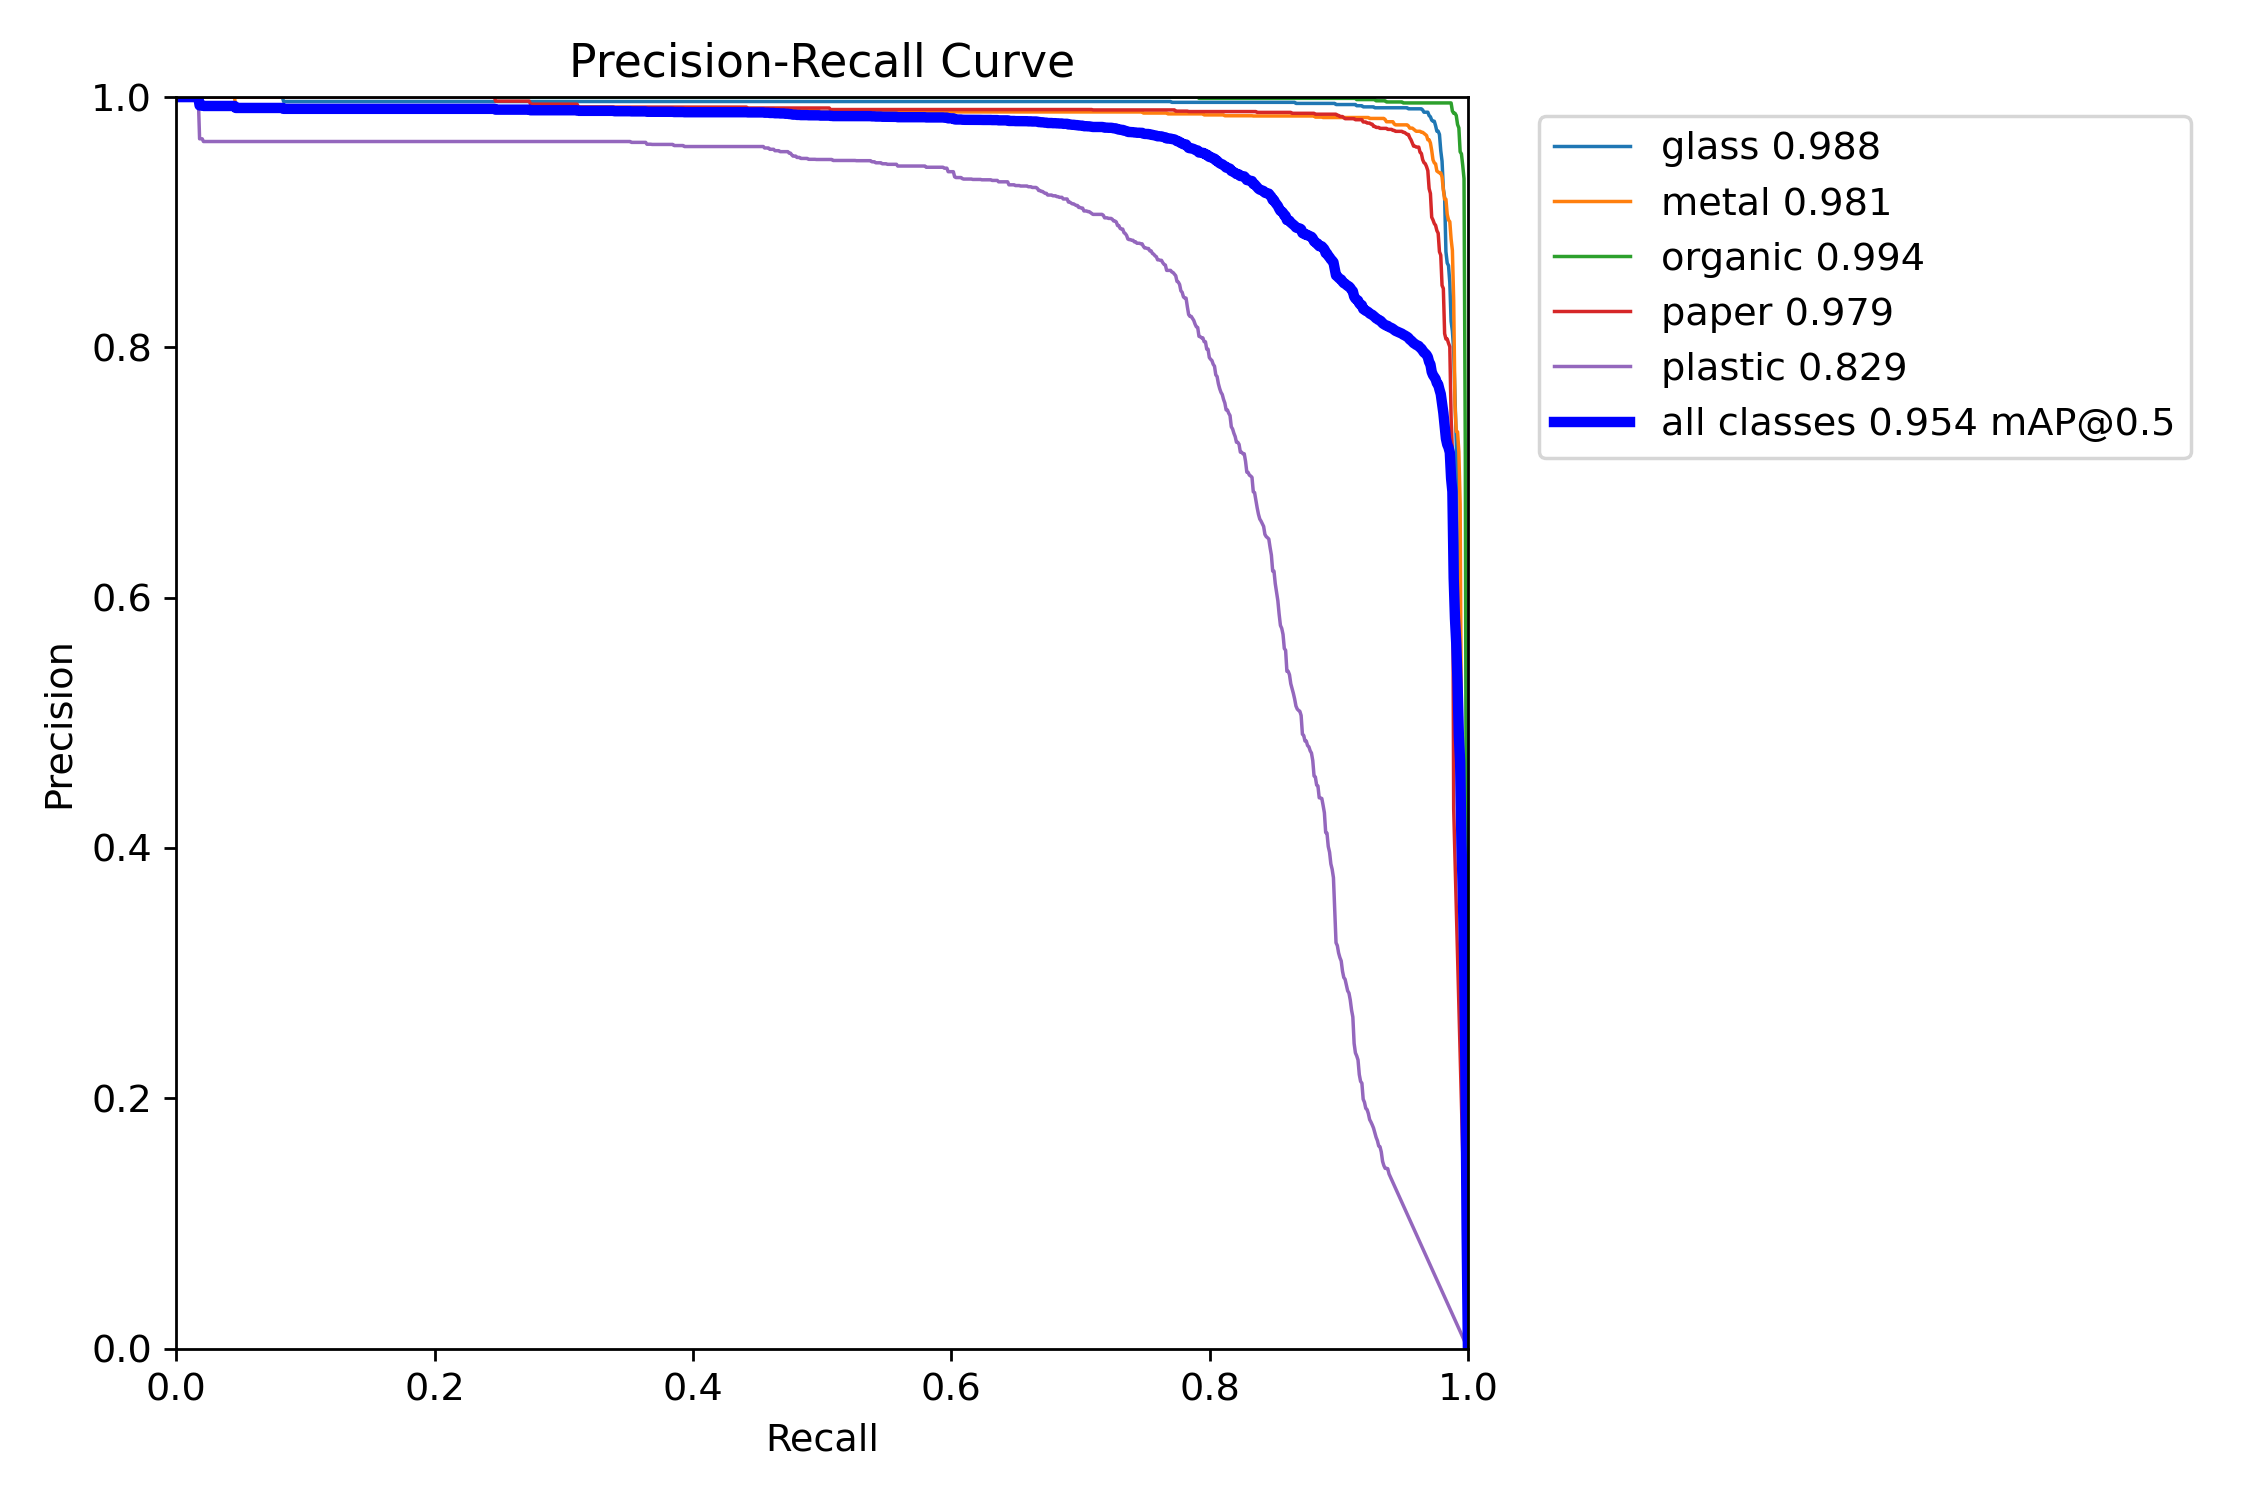 Precision-Recall Curve
1.0
0.8
0.6
0.4
0.2
0.0
Precision
0.0 0.2 0.4 0.6 0.8 1.0
Recall
glass 0.988
metal 0.981
organic 0.994
paper 0.979
plastic 0.829
all classes 0.954 mAP@0.5